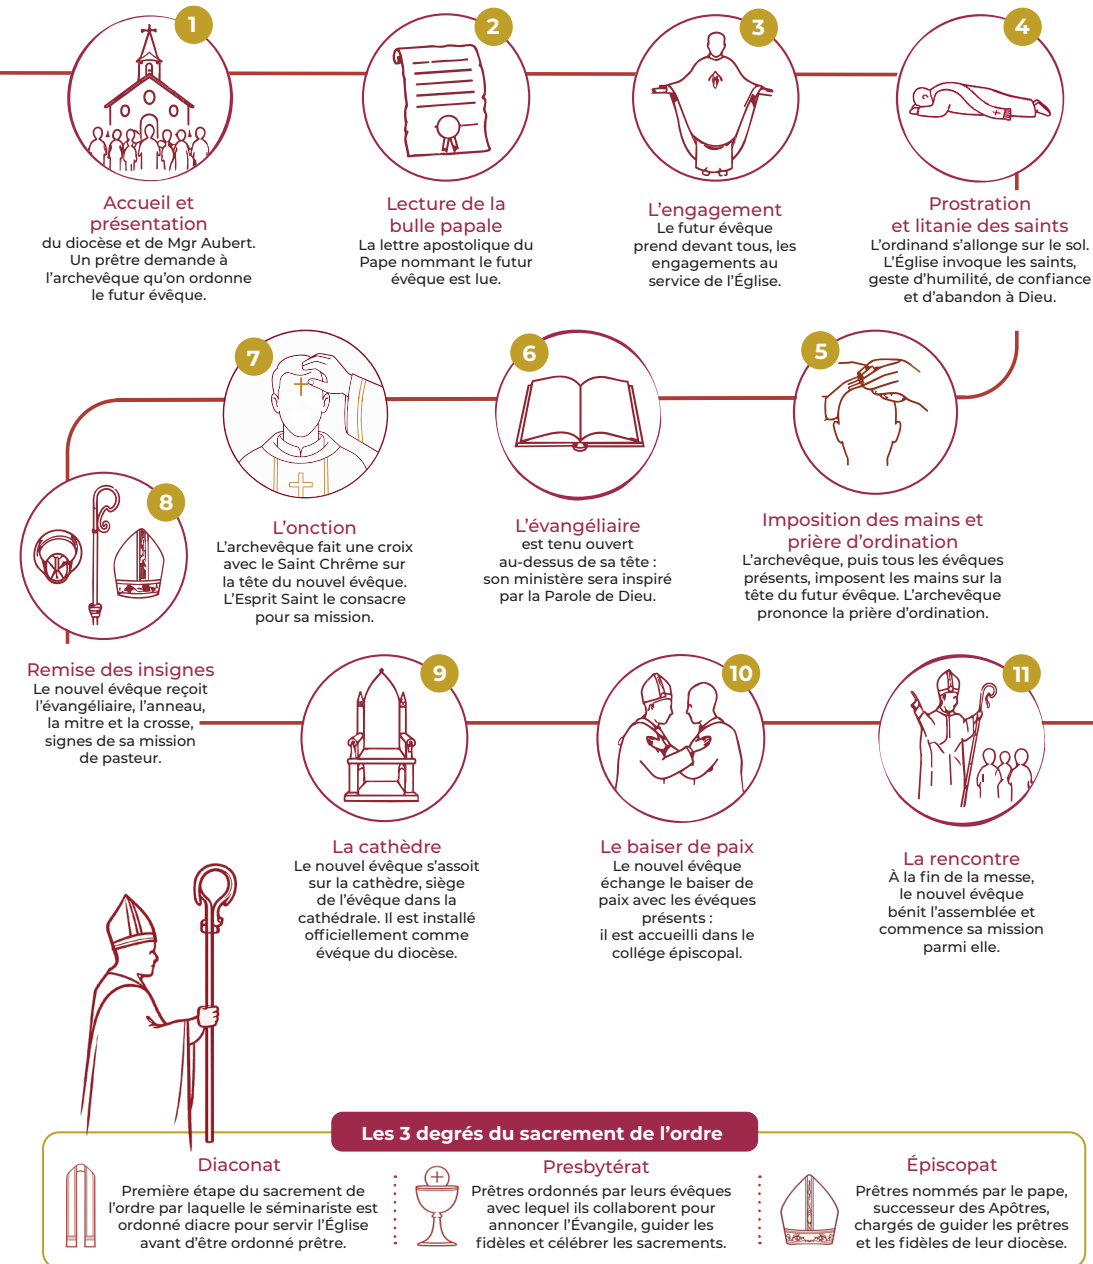 1
Accueil et
présentation
du diocèse et de Mgr Aubert.
Un prêtre demande à
l’archevêque qu’on ordonne
le futur évêque.
2
Lecture de la
bulle papale
La lettre apostolique du
Pape nommant le futur
évêque est lue.
3
L’engagement
Le futur évêque
prend devant tous, les
engagements au
service de l’Église.
4
Prostration
et litanie des saints
L’ordinand s’allonge sur le sol.
L’Église invoque les saints,
geste d’humilité, de confiance
et d’abandon à Dieu.
5
Imposition des mains et
prière d’ordination
L’archevêque, puis tous les évêques
présents, imposent les mains sur la
tête du futur évêque. L’archevêque
prononce la prière d’ordination.
6
L’évangéliaire
est tenu ouvert
au-dessus de sa tête :
son ministère sera inspiré
par la Parole de Dieu.
7
L’onction
L’archevêque fait une croix
avec le Saint Chrême sur
la tête du nouvel évêque.
L’Esprit Saint le consacre
pour sa mission.
8
Remise des insignes
Le nouvel évêque reçoit
l’évangéliaire, l’anneau,
la mitre et la crosse,
signes de sa mission
de pasteur.
9
La cathèdre
Le nouvel évêque s’assoit
sur la cathèdre, siège
de l’évêque dans la
cathédrale. Il est installé
officiellement comme
évéque du diocèse.
10
Le baiser de paix
Le nouvel évêque
échange le baiser de
paix avec les évéques
présents :
il est accueilli dans le
collége épiscopal.
11
La rencontre
À la fin de la messe,
le nouvel évêque
bénit l’assemblée et
commence sa mission
parmi elle.
Les 3 degrés du sacrement de l’ordre
Diaconat
Première étape du sacrement de
l’ordre par laquelle le séminariste est
ordonné diacre pour servir l’Église
avant d’être ordonné prêtre.
Presbytérat
Prêtres ordonnés par leurs évêques
avec lequel ils collaborent pour
annoncer l’Évangile, guider les
fidèles et célébrer les sacrements.
Épiscopat
Prêtres nommés par le pape,
successeur des Apôtres,
chargés de guider les prêtres
et les fidèles de leur diocèse.